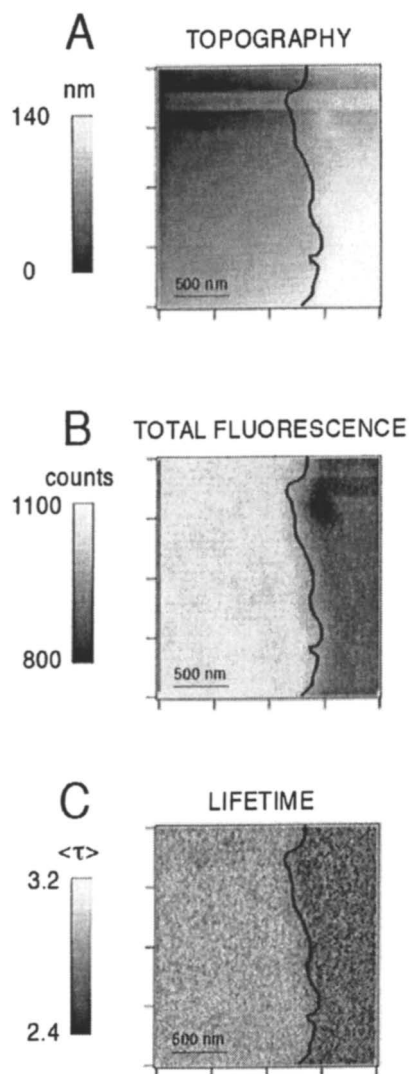 A
TOPOGRAPHY
nm
140
0
500 nm
B
TOTAL FLUORESCENCE
counts
1100
800
500 nm
C
LIFETIME
<τ>
3.2
2.4
500 nm